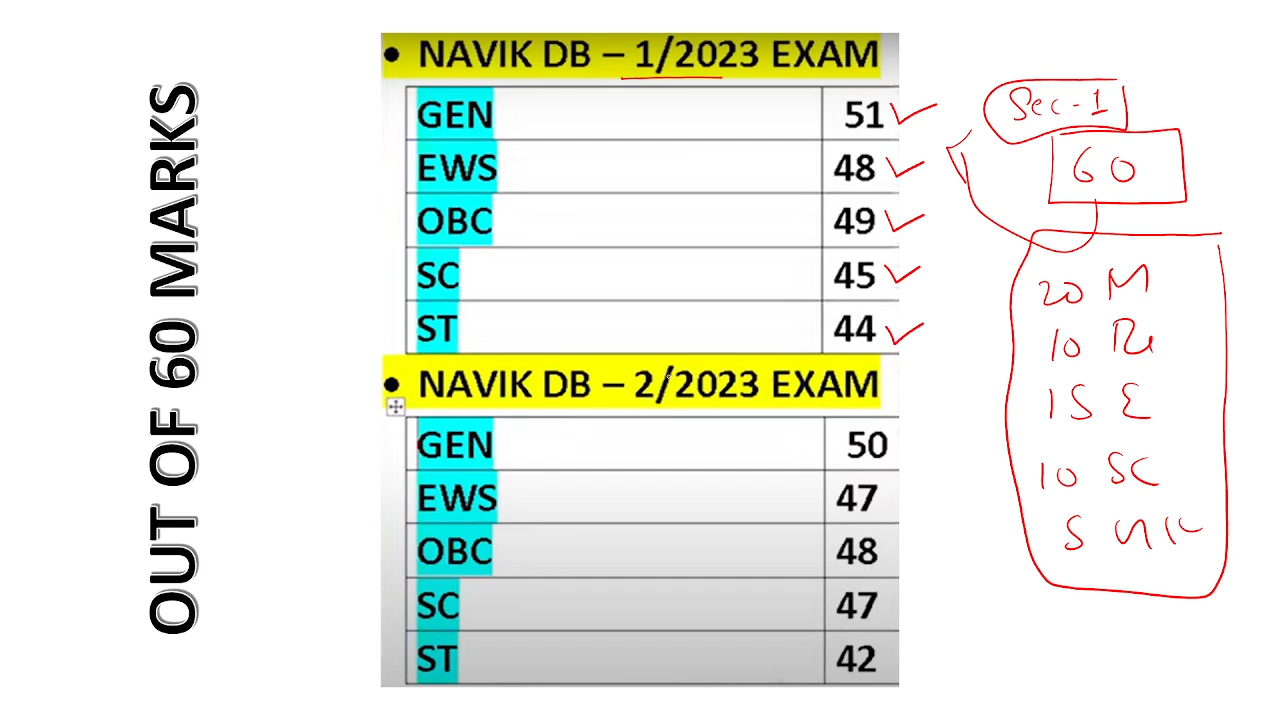 OUT OF 60 MARKS
• NAVIK DB – 1/2023 EXAM
GEN 51
EWS 48
OBC 49
SC 45
ST 44
• NAVIK DB – 2/2023 EXAM
GEN 50
EWS 47
OBC 48
SC 47
ST 42
Sec-1
60
20 M
10 Re
15 E
10 SC
5 GK